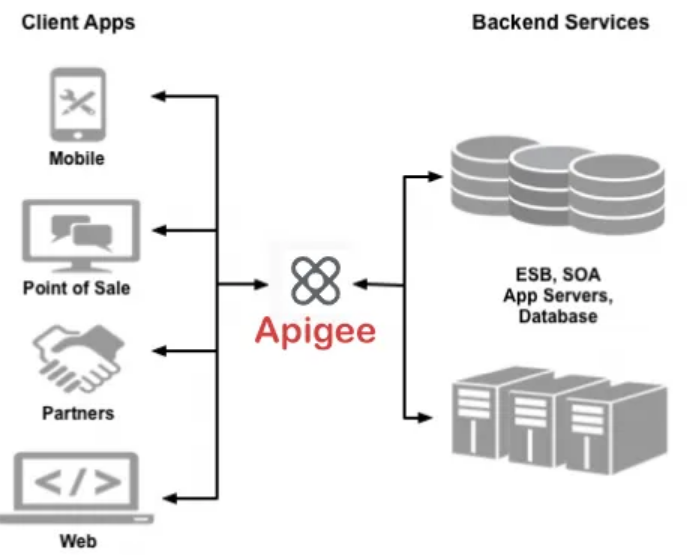 Client Apps
Backend Services
Mobile
Point of Sale
Partners
</>
Web
Apigee
ESB, SOA
App Servers,
Database